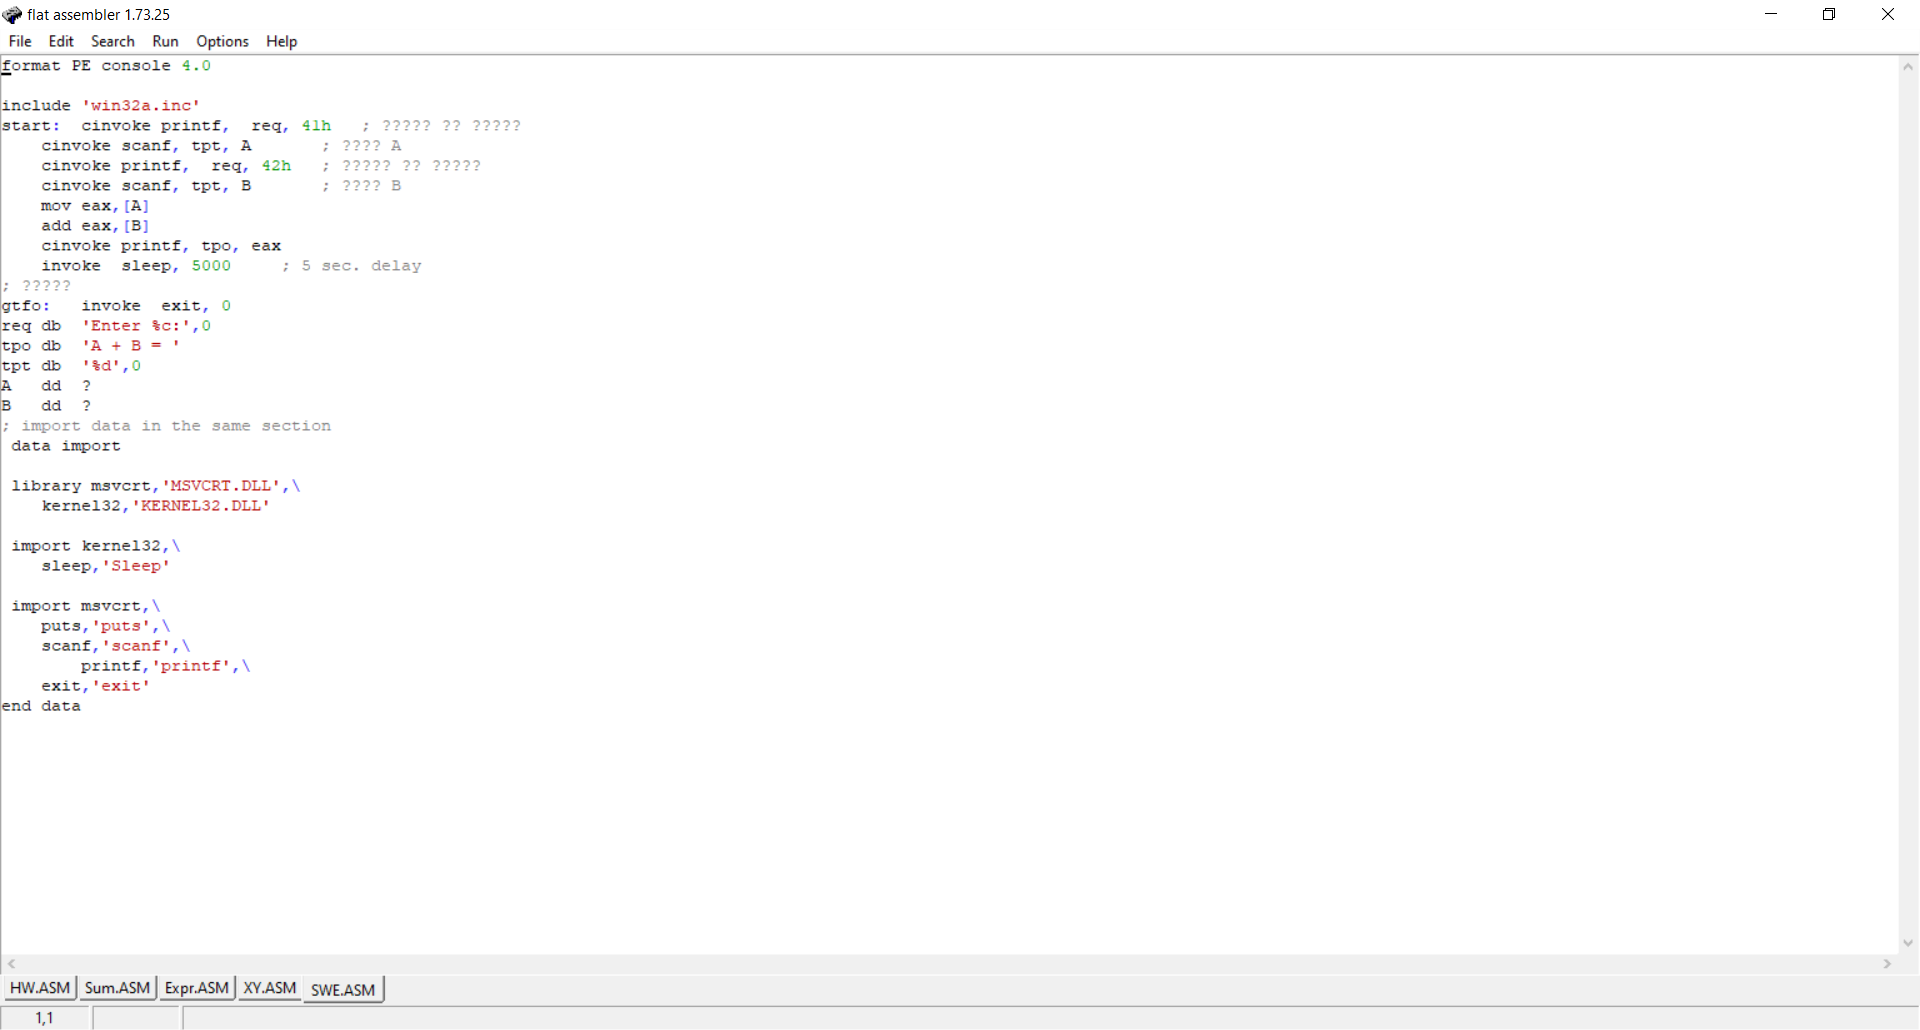 flat assembler 1.73.25
File Edit Search Run Options Help
format PE console 4.0
include 'win32a.inc'
start:  cinvoke printf,  req, 41h   ; ????? ?? ?????
    cinvoke scanf, tpt, A       ; ???? A
    cinvoke printf,  req, 42h   ; ????? ?? ?????
    cinvoke scanf, tpt, B       ; ???? B
    mov eax,[A]
    add eax,[B]
    cinvoke printf, tpo, eax
    invoke  sleep, 5000     ; 5 sec. delay
; ?????
gtfo:   invoke  exit, 0
req db  'Enter %c:',0
tpo db  'A + B = '
tpt db  '%d',0
A   dd  ?
B   dd  ?
; import data in the same section
 data import
 library msvcrt,'MSVCRT.DLL',\
    kernel32,'KERNEL32.DLL'
 import kernel32,\
    sleep,'Sleep'
 import msvcrt,\
    puts,'puts',\
    scanf,'scanf',\
        printf,'printf',\
    exit,'exit'
end data
HW.ASM Sum.ASM Expr.ASM XY.ASM SWE.ASM
1,1